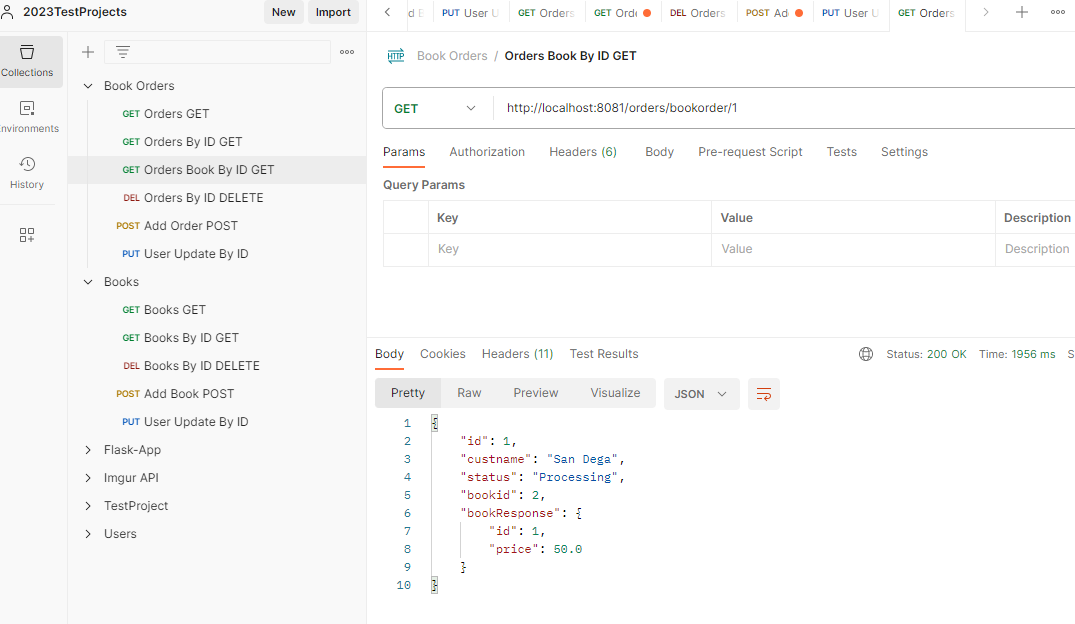 2023TestProjects
New
Import
Collections
Environments
History
Book Orders
GET Orders GET
GET Orders By ID GET
GET Orders Book By ID GET
DEL Orders By ID DELETE
POST Add Order POST
PUT User Update By ID
Books
GET Books GET
GET Books By ID GET
DEL Books By ID DELETE
POST Add Book POST
PUT User Update By ID
Flask-App
Imgur API
TestProject
Users
PUT User U
GET Orders
GET Orde
DEL Orders
POST Ad
PUT User U
GET Orders
HTTP Book Orders / Orders Book By ID GET
GET http://localhost:8081/orders/bookorder/1
Params Authorization Headers (6) Body Pre-request Script Tests Settings
Query Params
Key Value Description
Key Value Description
Body Cookies Headers (11) Test Results Status: 200 OK Time: 1956 ms S
Pretty Raw Preview Visualize JSON
1 {
2 "id": 1,
3 "custname": "San Dega",
4 "status": "Processing",
5 "bookid": 2,
6 "bookResponse": {
7 "id": 1,
8 "price": 50.0
9 }
10 }